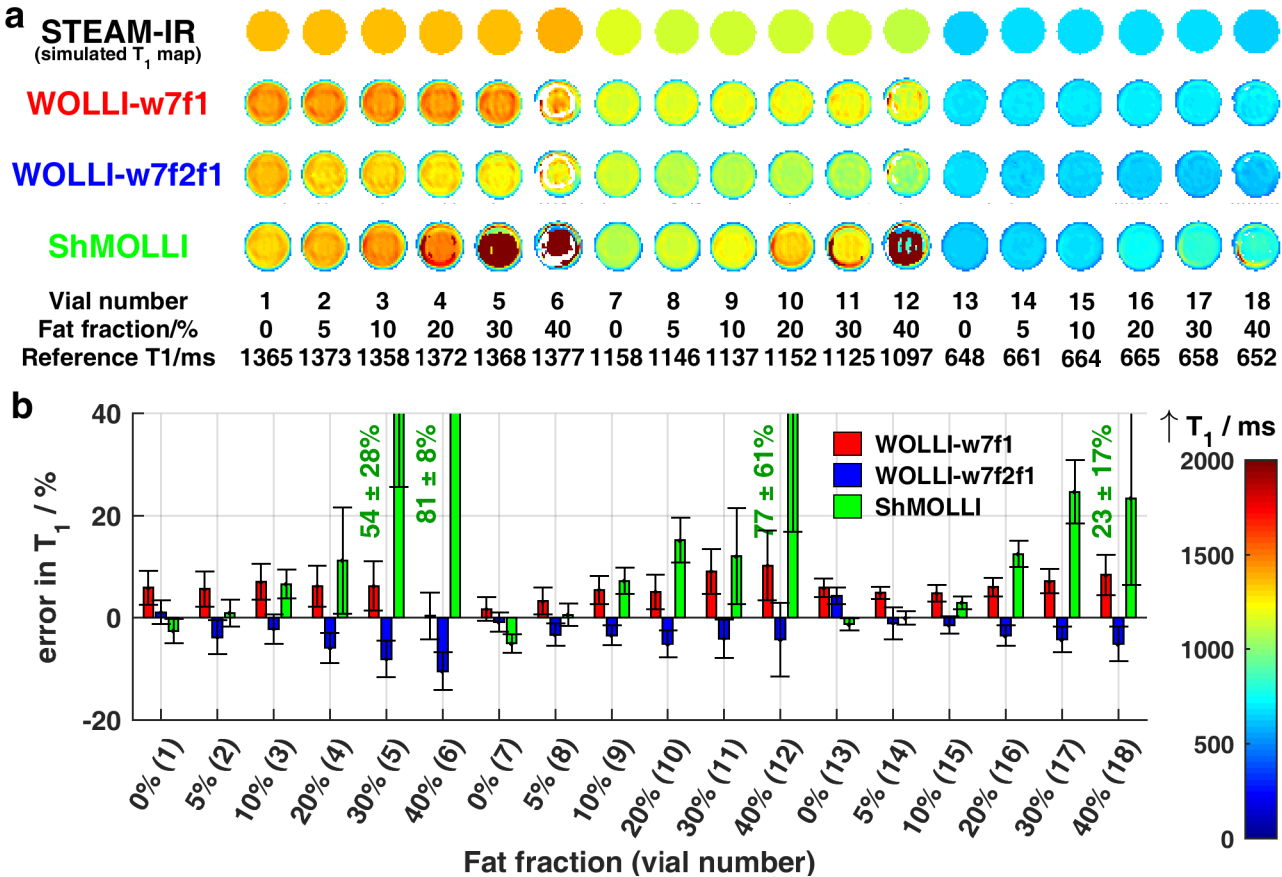 a
STEAM-IR
(simulated T1 map)
WOLLI-w7f1
WOLLI-w7f2f1
ShMOLLI
Vial number 1 2 3 4 5 6 7 8 9 10 11 12 13 14 15 16 17 18
Fat fraction/% 0 5 10 20 30 40 0 5 10 20 30 40 0 5 10 20 30 40
Reference T1/ms 1365 1373 1358 1372 1368 1377 1158 1146 1137 1152 1125 1097 648 661 664 665 658 652
b
error in T1 / %
40
20
0
-20
54 ± 28%
81 ± 8%
77 ± 61%
23 ± 17%
WOLLI-w7f1
WOLLI-w7f2f1
ShMOLLI
↑ T1 / ms
2000
1500
1000
500
0
0% (1)
5% (2)
10% (3)
20% (4)
30% (5)
40% (6)
0% (7)
5% (8)
10% (9)
20% (10)
30% (11)
40% (12)
0% (13)
5% (14)
10% (15)
20% (16)
30% (17)
40% (18)
Fat fraction (vial number)